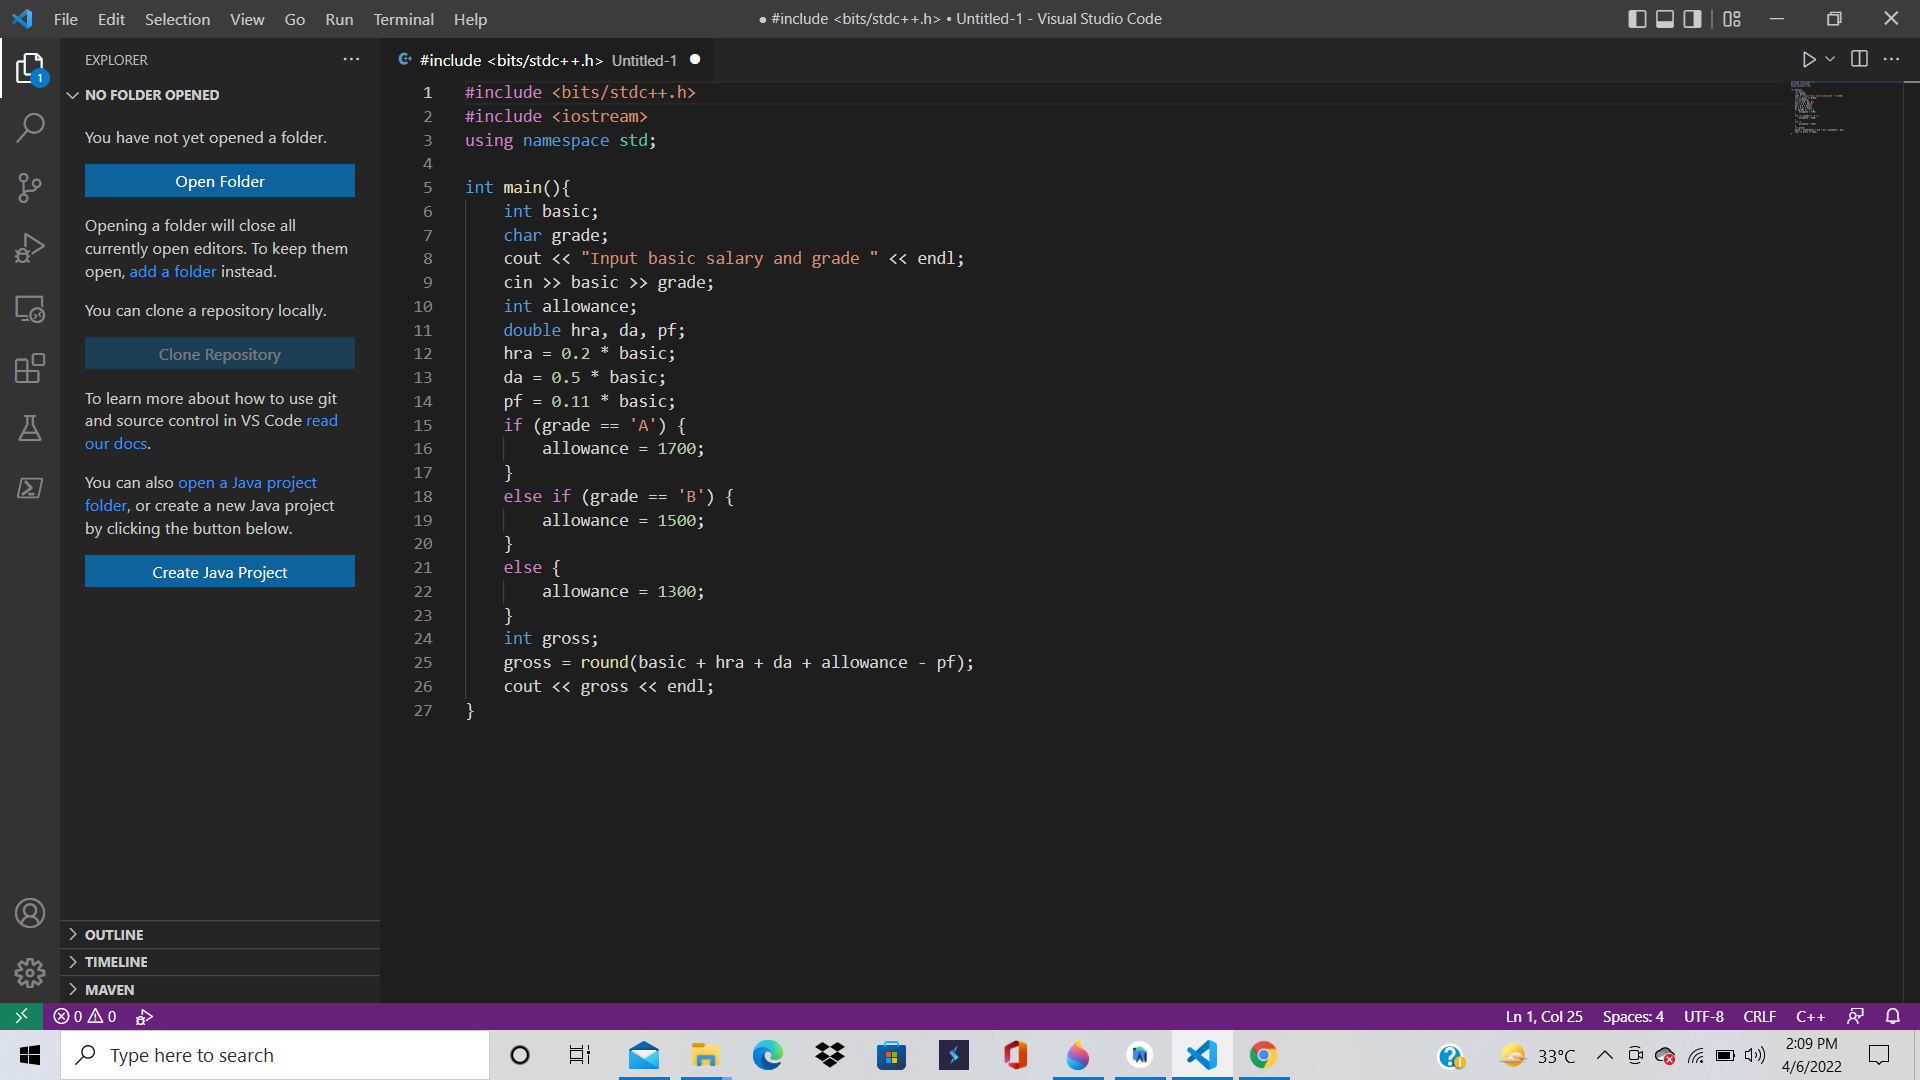 File Edit Selection View Go Run Terminal Help
● #include <bits/stdc++.h> • Untitled-1 - Visual Studio Code
EXPLORER
NO FOLDER OPENED
You have not yet opened a folder.
Open Folder
Opening a folder will close all
currently open editors. To keep them
open, add a folder instead.
You can clone a repository locally.
Clone Repository
To learn more about how to use git
and source control in VS Code read
our docs.
You can also open a Java project
folder, or create a new Java project
by clicking the button below.
Create Java Project
OUTLINE
TIMELINE
MAVEN
#include <bits/stdc++.h> Untitled-1 ●
1 #include <bits/stdc++.h>
2 #include <iostream>
3 using namespace std;
4
5 int main(){
6     int basic;
7     char grade;
8     cout << "Input basic salary and grade " << endl;
9     cin >> basic >> grade;
10     int allowance;
11     double hra, da, pf;
12     hra = 0.2 * basic;
13     da = 0.5 * basic;
14     pf = 0.11 * basic;
15     if (grade == 'A') {
16         allowance = 1700;
17     }
18     else if (grade == 'B') {
19         allowance = 1500;
20     }
21     else {
22         allowance = 1300;
23     }
24     int gross;
25     gross = round(basic + hra + da + allowance - pf);
26     cout << gross << endl;
27 }
1
0 0
Ln 1, Col 25 Spaces: 4 UTF-8 CRLF C++
Type here to search
33°C
2:09 PM
4/6/2022